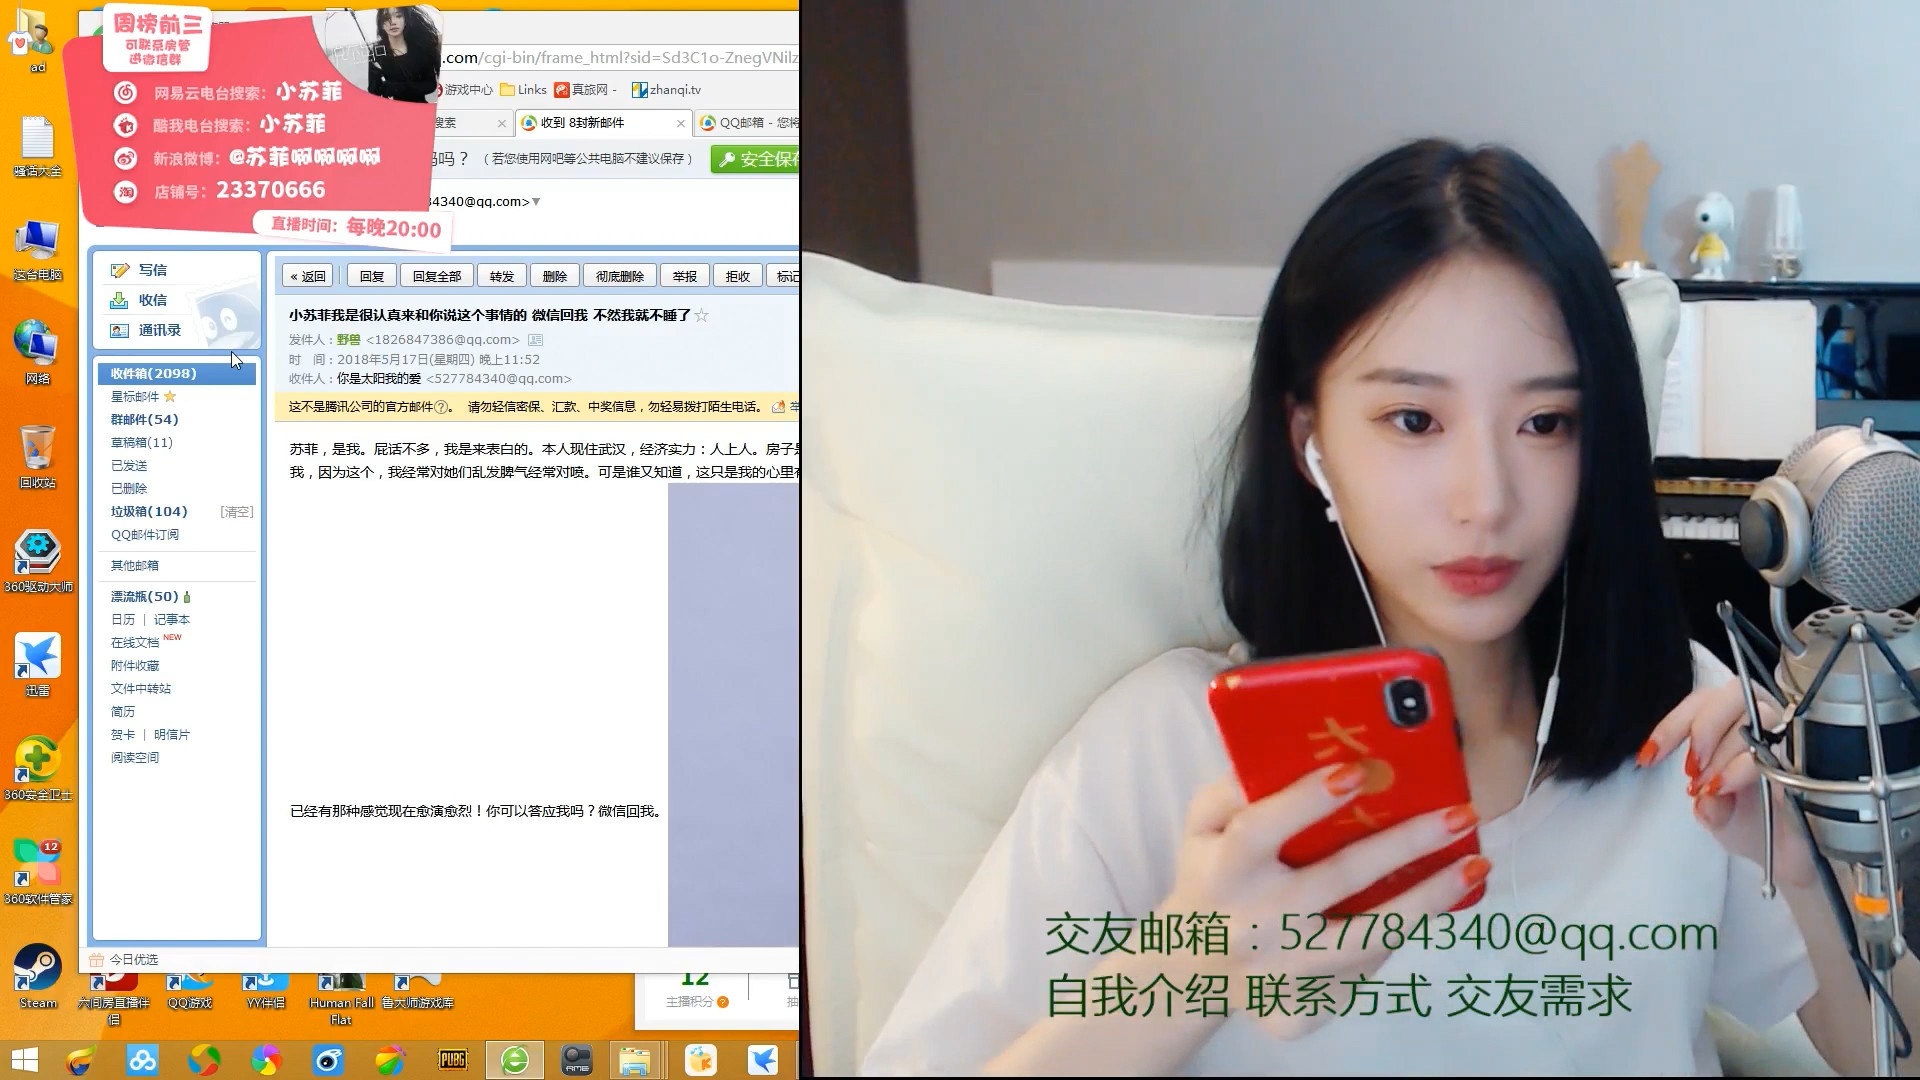 周榜前三
可联系房管
进微信群
网易云电台搜索：小苏菲
酷我电台搜索：小苏菲
新浪微博：@苏菲啊啊啊啊
店铺号：23370666
直播时间：每晚20:00
.com/cgi-bin/frame_html?sid=Sd3C1o-ZnegVNilz
游戏中心 Links 真旅网 - zhanqi.tv
搜索 × 收到 8封新邮件 × QQ邮箱 - 您
吗？（若您使用网吧等公共电脑不建议保存） 安全保存
84340@qq.com>
写信
收信
通讯录
收件箱(2098)
星标邮件
群邮件(54)
草稿箱(11)
已发送
已删除
垃圾箱(104) [清空]
QQ邮件订阅
其他邮箱
漂流瓶(50)
日历 | 记事本
在线文档 NEW
附件收藏
文件中转站
简历
贺卡 | 明信片
阅读空间
« 返回 回复 回复全部 转发 删除 彻底删除 举报 拒收 标记
小苏菲我是很认真来和你说这个事情的 微信回我 不然我就不睡了
发件人：野兽 <1826847386@qq.com>
时 间：2018年5月17日(星期四) 晚上11:52
收件人：你是太阳我的爱 <527784340@qq.com>
这不是腾讯公司的官方邮件?。 请勿轻信密保、汇款、中奖信息，勿轻易拨打陌生电话。 举
苏菲，是我。屁话不多，我是来表白的。本人现住武汉，经济实力：人上人。房子是
我，因为这个，我经常对她们乱发脾气经常对喷。可是谁又知道，这只是我的心里有
已经有那种感觉现在愈演愈烈！你可以答应我吗？微信回我。
今日优选
12
主播积分 ? 抽
ad
骚话大全
这台电脑
网络
回收站
360驱动大师
迅雷
360安全卫士
12
360软件管家
Steam
六间房直播伴侣
QQ游戏
YY伴侣
Human Fall Flat
鲁大师游戏库
PUBG
AME
交友邮箱：527784340@qq.com
自我介绍 联系方式 交友需求